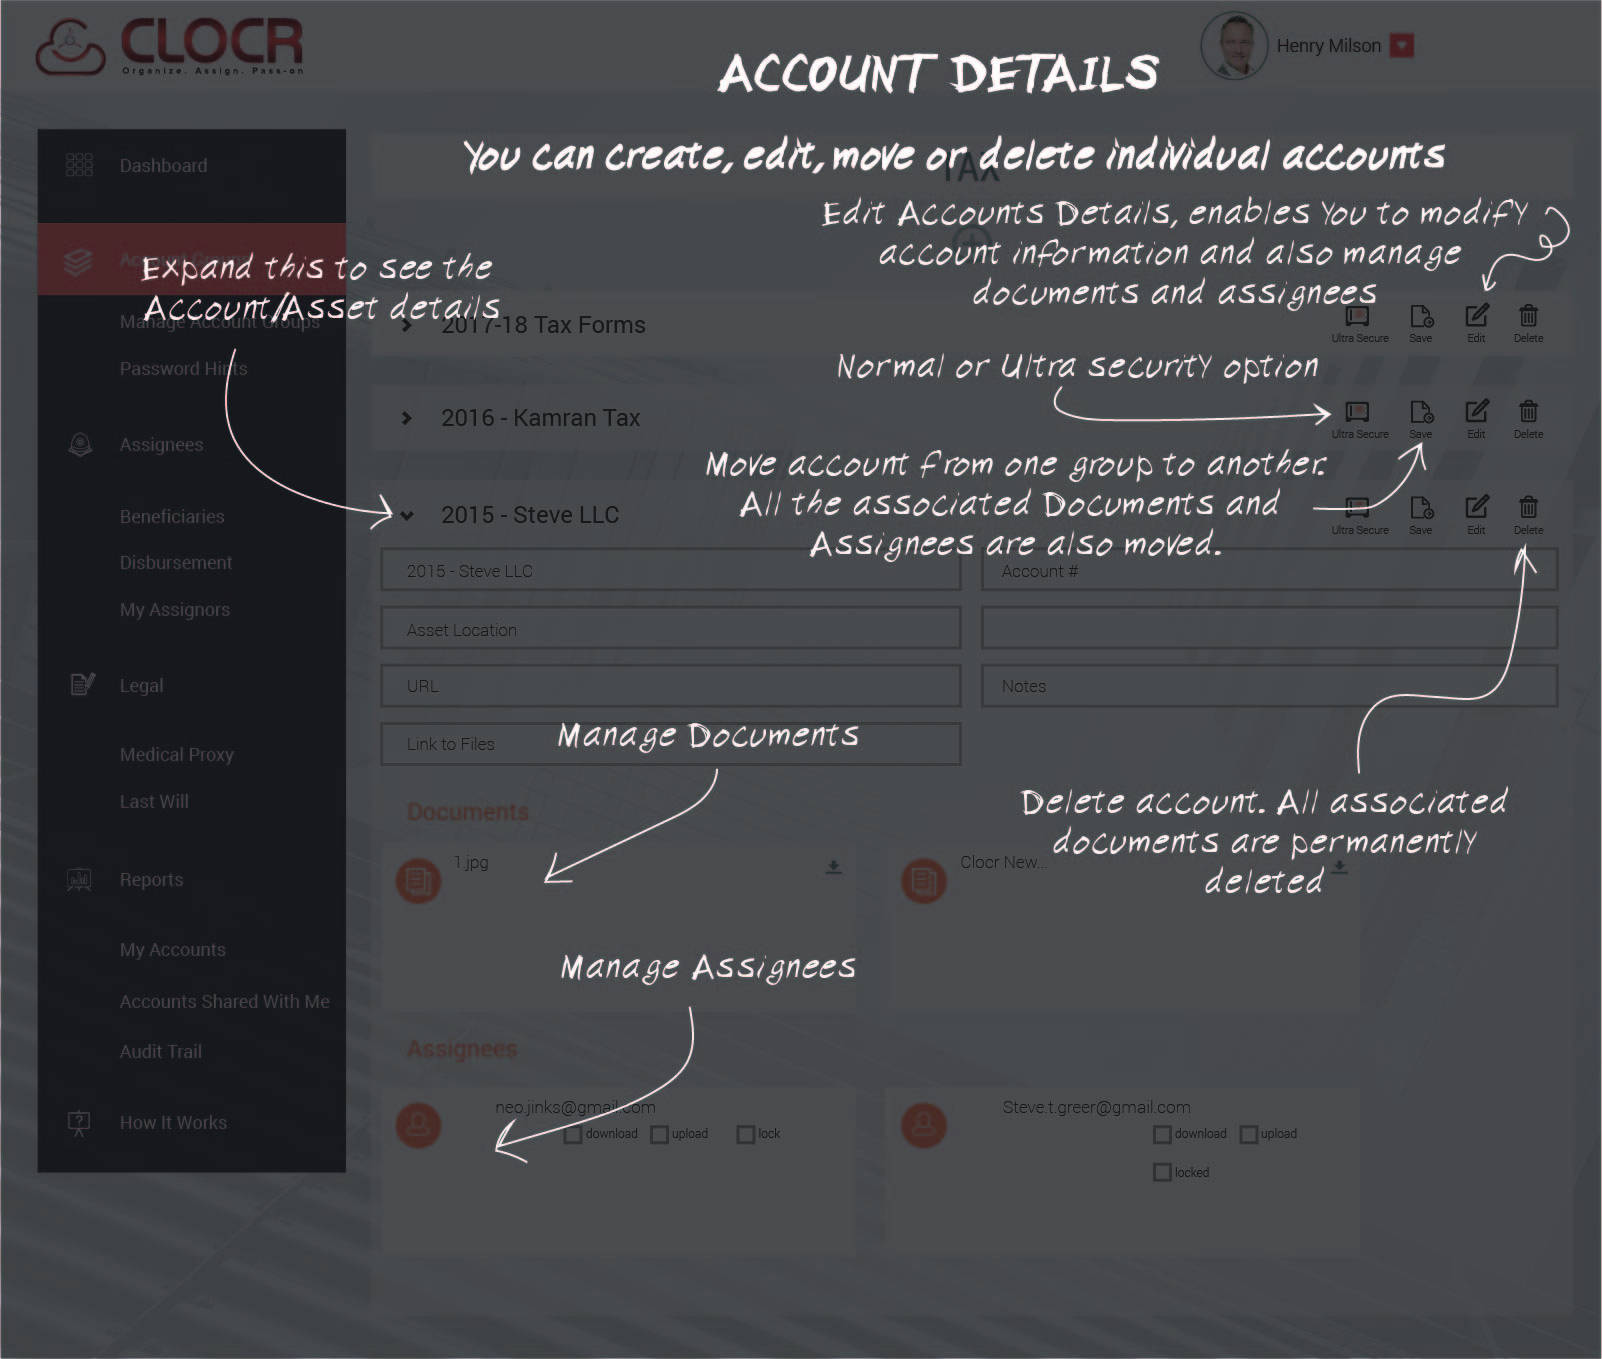 CLOCR
Organize. Assign. Pass-on
Henry Milson
ACCOUNT DETAILS
You can create, edit, move or delete individual accounts
TAX
Edit Accounts Details, enables You to modify
account information and also manage
documents and assignees
Dashboard
Account Groups
Expand this to see the
Account/Asset details
Manage Account Groups
Password Hints
Assignees
Beneficiaries
Disbursement
My Assignors
Legal
Medical Proxy
Last Will
Reports
My Accounts
Accounts Shared With Me
Audit Trail
How It Works
2017-18 Tax Forms
Ultra Secure
Save
Edit
Delete
Normal or Ultra security option
2016 - Kamran Tax
Ultra Secure
Save
Edit
Delete
Move account from one group to another.
All the associated Documents and
Assignees are also moved.
2015 - Steve LLC
Ultra Secure
Save
Edit
Delete
2015 - Steve LLC
Account #
Asset Location
URL
Notes
Link to Files
Manage Documents
Delete account. All associated
documents are permanently
deleted
Documents
1.jpg
Clocr New...
Manage Assignees
Assignees
neo.jinks@gmail.com
download
upload
lock
Steve.t.greer@gmail.com
download
upload
locked